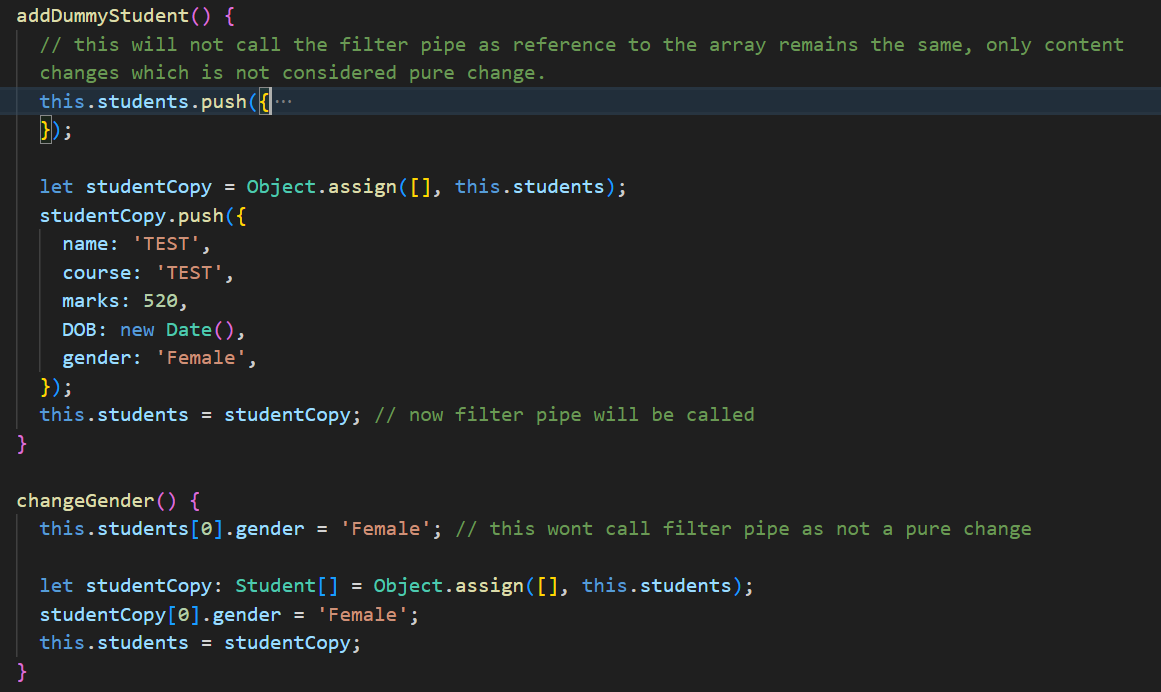 addDummyStudent() {
// this will not call the filter pipe as reference to the array remains the same, only content
changes which is not considered pure change.
this.students.push({ ···
});
let studentCopy = Object.assign([], this.students);
studentCopy.push({
name: 'TEST',
course: 'TEST',
marks: 520,
DOB: new Date(),
gender: 'Female',
});
this.students = studentCopy; // now filter pipe will be called
}
changeGender() {
this.students[0].gender = 'Female'; // this wont call filter pipe as not a pure change
let studentCopy: Student[] = Object.assign([], this.students);
studentCopy[0].gender = 'Female';
this.students = studentCopy;
}